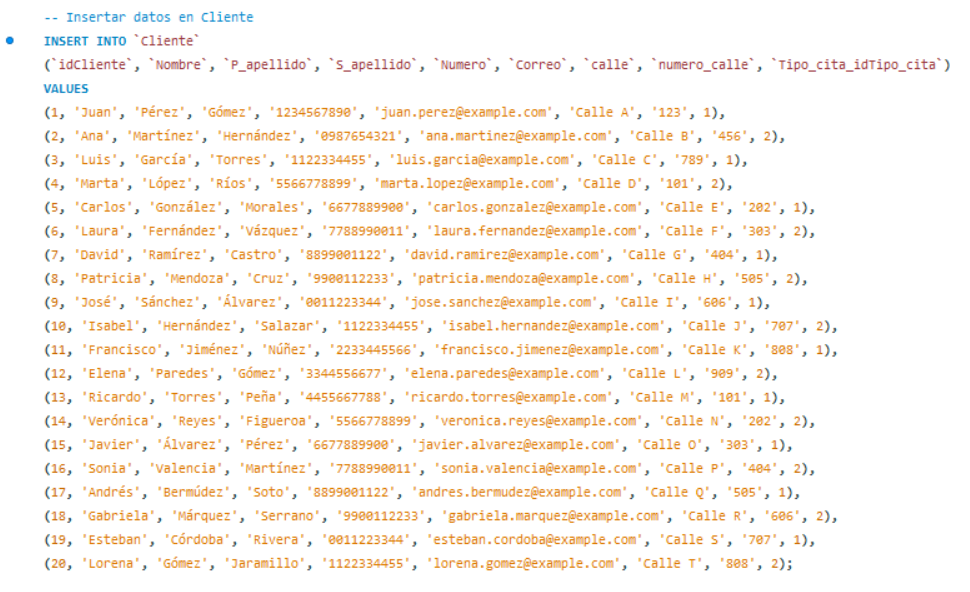 -- Insertar datos en Cliente
INSERT INTO `Cliente`
(`idCliente`, `Nombre`, `P_apellido`, `S_apellido`, `Numero`, `Correo`, `calle`, `numero_calle`, `Tipo_cita_idTipo_cita`)
VALUES
(1, 'Juan', 'Pérez', 'Gómez', '1234567890', 'juan.perez@example.com', 'Calle A', '123', 1),
(2, 'Ana', 'Martínez', 'Hernández', '0987654321', 'ana.martinez@example.com', 'Calle B', '456', 2),
(3, 'Luis', 'García', 'Torres', '1122334455', 'luis.garcia@example.com', 'Calle C', '789', 1),
(4, 'Marta', 'López', 'Ríos', '5566778899', 'marta.lopez@example.com', 'Calle D', '101', 2),
(5, 'Carlos', 'González', 'Morales', '6677889900', 'carlos.gonzalez@example.com', 'Calle E', '202', 1),
(6, 'Laura', 'Fernández', 'Vázquez', '7788990011', 'laura.fernandez@example.com', 'Calle F', '303', 2),
(7, 'David', 'Ramírez', 'Castro', '8899001122', 'david.ramirez@example.com', 'Calle G', '404', 1),
(8, 'Patricia', 'Mendoza', 'Cruz', '9900112233', 'patricia.mendoza@example.com', 'Calle H', '505', 2),
(9, 'José', 'Sánchez', 'Álvarez', '0011223344', 'jose.sanchez@example.com', 'Calle I', '606', 1),
(10, 'Isabel', 'Hernández', 'Salazar', '1122334455', 'isabel.hernandez@example.com', 'Calle J', '707', 2),
(11, 'Francisco', 'Jiménez', 'Núñez', '2233445566', 'francisco.jimenez@example.com', 'Calle K', '808', 1),
(12, 'Elena', 'Paredes', 'Gómez', '3344556677', 'elena.paredes@example.com', 'Calle L', '909', 2),
(13, 'Ricardo', 'Torres', 'Peña', '4455667788', 'ricardo.torres@example.com', 'Calle M', '101', 1),
(14, 'Verónica', 'Reyes', 'Figueroa', '5566778899', 'veronica.reyes@example.com', 'Calle N', '202', 2),
(15, 'Javier', 'Álvarez', 'Pérez', '6677889900', 'javier.alvarez@example.com', 'Calle O', '303', 1),
(16, 'Sonia', 'Valencia', 'Martínez', '7788990011', 'sonia.valencia@example.com', 'Calle P', '404', 2),
(17, 'Andrés', 'Bermúdez', 'Soto', '8899001122', 'andres.bermudez@example.com', 'Calle Q', '505', 1),
(18, 'Gabriela', 'Márquez', 'Serrano', '9900112233', 'gabriela.marquez@example.com', 'Calle R', '606', 2),
(19, 'Esteban', 'Córdoba', 'Rivera', '0011223344', 'esteban.cordoba@example.com', 'Calle S', '707', 1),
(20, 'Lorena', 'Gómez', 'Jaramillo', '1122334455', 'lorena.gomez@example.com', 'Calle T', '808', 2);